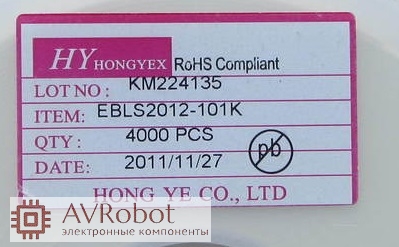 HY HONGYEX RoHS Compliant
LOT NO: KM224135
ITEM: EBLS2012-101K
QTY: 4000 PCS
pb
DATE: 2011/11/27
HONG YE CO., LTD
AVRobot
электронные компоненты